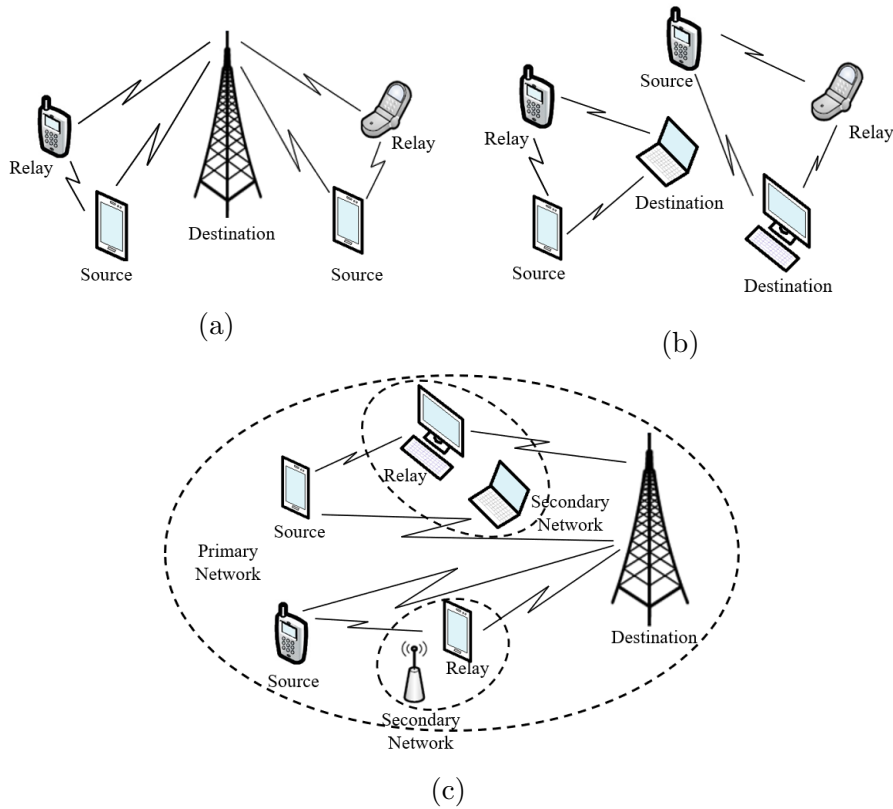 Relay
Source
Destination
Relay
Source
(a)
Source
Relay
Relay
Destination
Source
Destination
(b)
Relay
Source
Secondary
Network
Primary
Network
Destination
Relay
Source
Secondary
Network
(c)